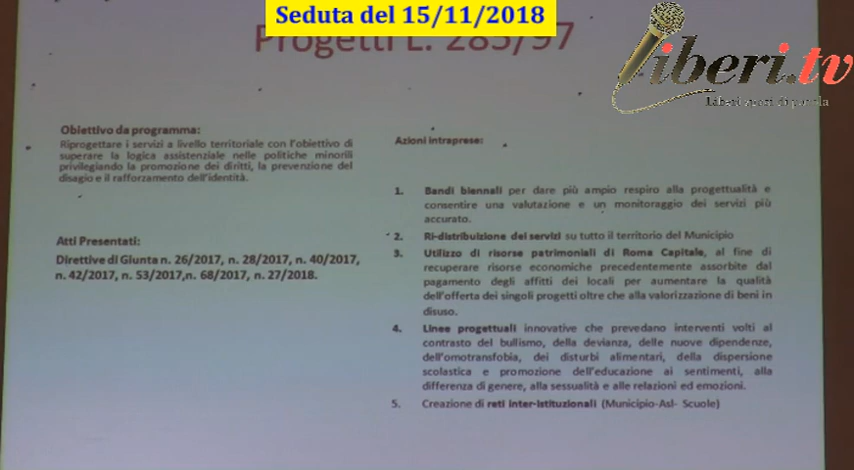 Seduta del 15/11/2018
Progetti L. 285/97
liberi.tv
Liberi spazi di parola
Obiettivo da programma:
Riprogettare i servizi a livello territoriale con l'obiettivo di
superare la logica assistenziale nelle politiche minorili
privilegiando la promozione dei diritti, la prevenzione del
disagio e il rafforzamento dell'identità.
Atti Presentati:
Direttive di Giunta n. 26/2017, n. 28/2017, n. 40/2017,
n. 42/2017, n. 53/2017,n. 68/2017, n. 27/2018.
Azioni intraprese:
1. Bandi biennali per dare più ampio respiro alla progettualità e
consentire una valutazione e un monitoraggio dei servizi più
accurato.
2. Ri-distribuizione dei servizi su tutto il territorio del Municipio
3. Utilizzo di risorse patrimoniali di Roma Capitale, al fine di
recuperare risorse economiche precedentemente assorbite dal
pagamento degli affitti dei locali per aumentare la qualità
dell'offerta dei singoli progetti oltre che alla valorizzazione di beni in
disuso.
4. Linee progettuali innovative che prevedano interventi volti al
contrasto del bullismo, della devianza, delle nuove dipendenze,
dell'omotransfobia, dei disturbi alimentari, della dispersione
scolastica e promozione dell'educazione ai sentimenti, alla
differenza di genere, alla sessualità e alle relazioni ed emozioni.
5. Creazione di reti inter-istituzionali (Municipio-Asl- Scuole)